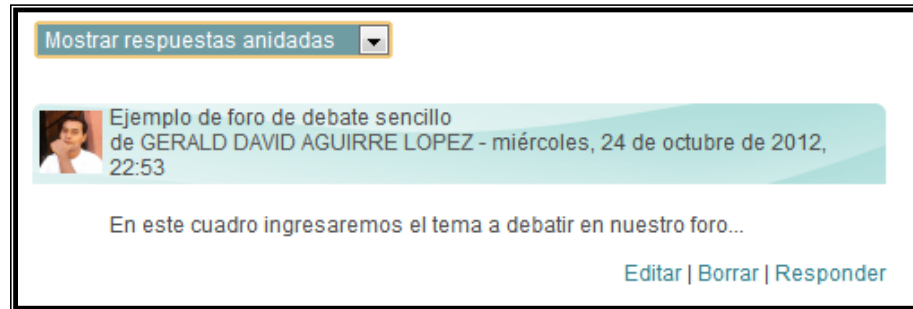 Mostrar respuestas anidadas
Ejemplo de foro de debate sencillo
de GERALD DAVID AGUIRRE LOPEZ - miércoles, 24 de octubre de 2012,
22:53
En este cuadro ingresaremos el tema a debatir en nuestro foro...
Editar | Borrar | Responder